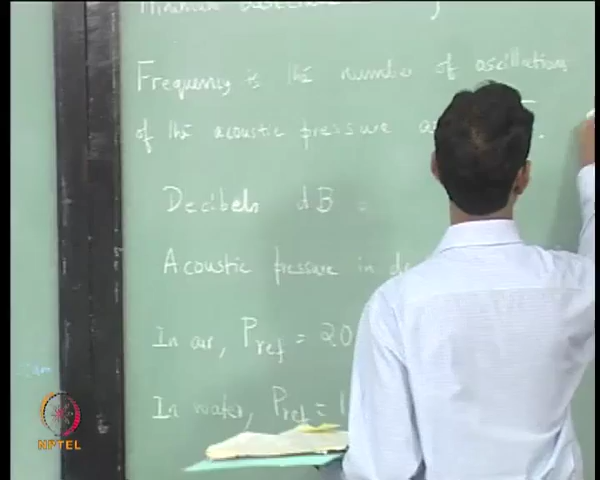 Frequency is the number of oscillations
of the acoustic pressure
Decibels dB =
Acoustic pressure in
In air, Pref = 20
In water, Pref = 1
NPTEL